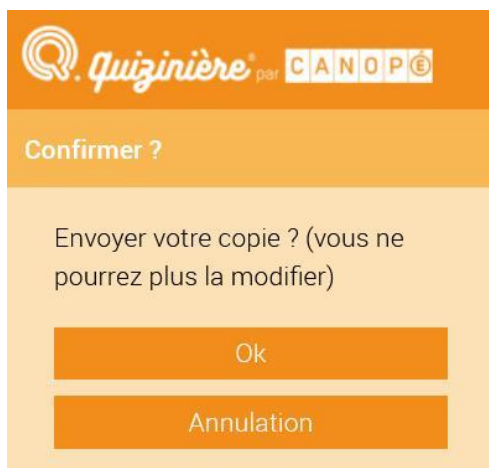 Q. quizinière par CANOPÉ
Confirmer ?
Envoyer votre copie ? (vous ne
pourrez plus la modifier)
Ok
Annulation